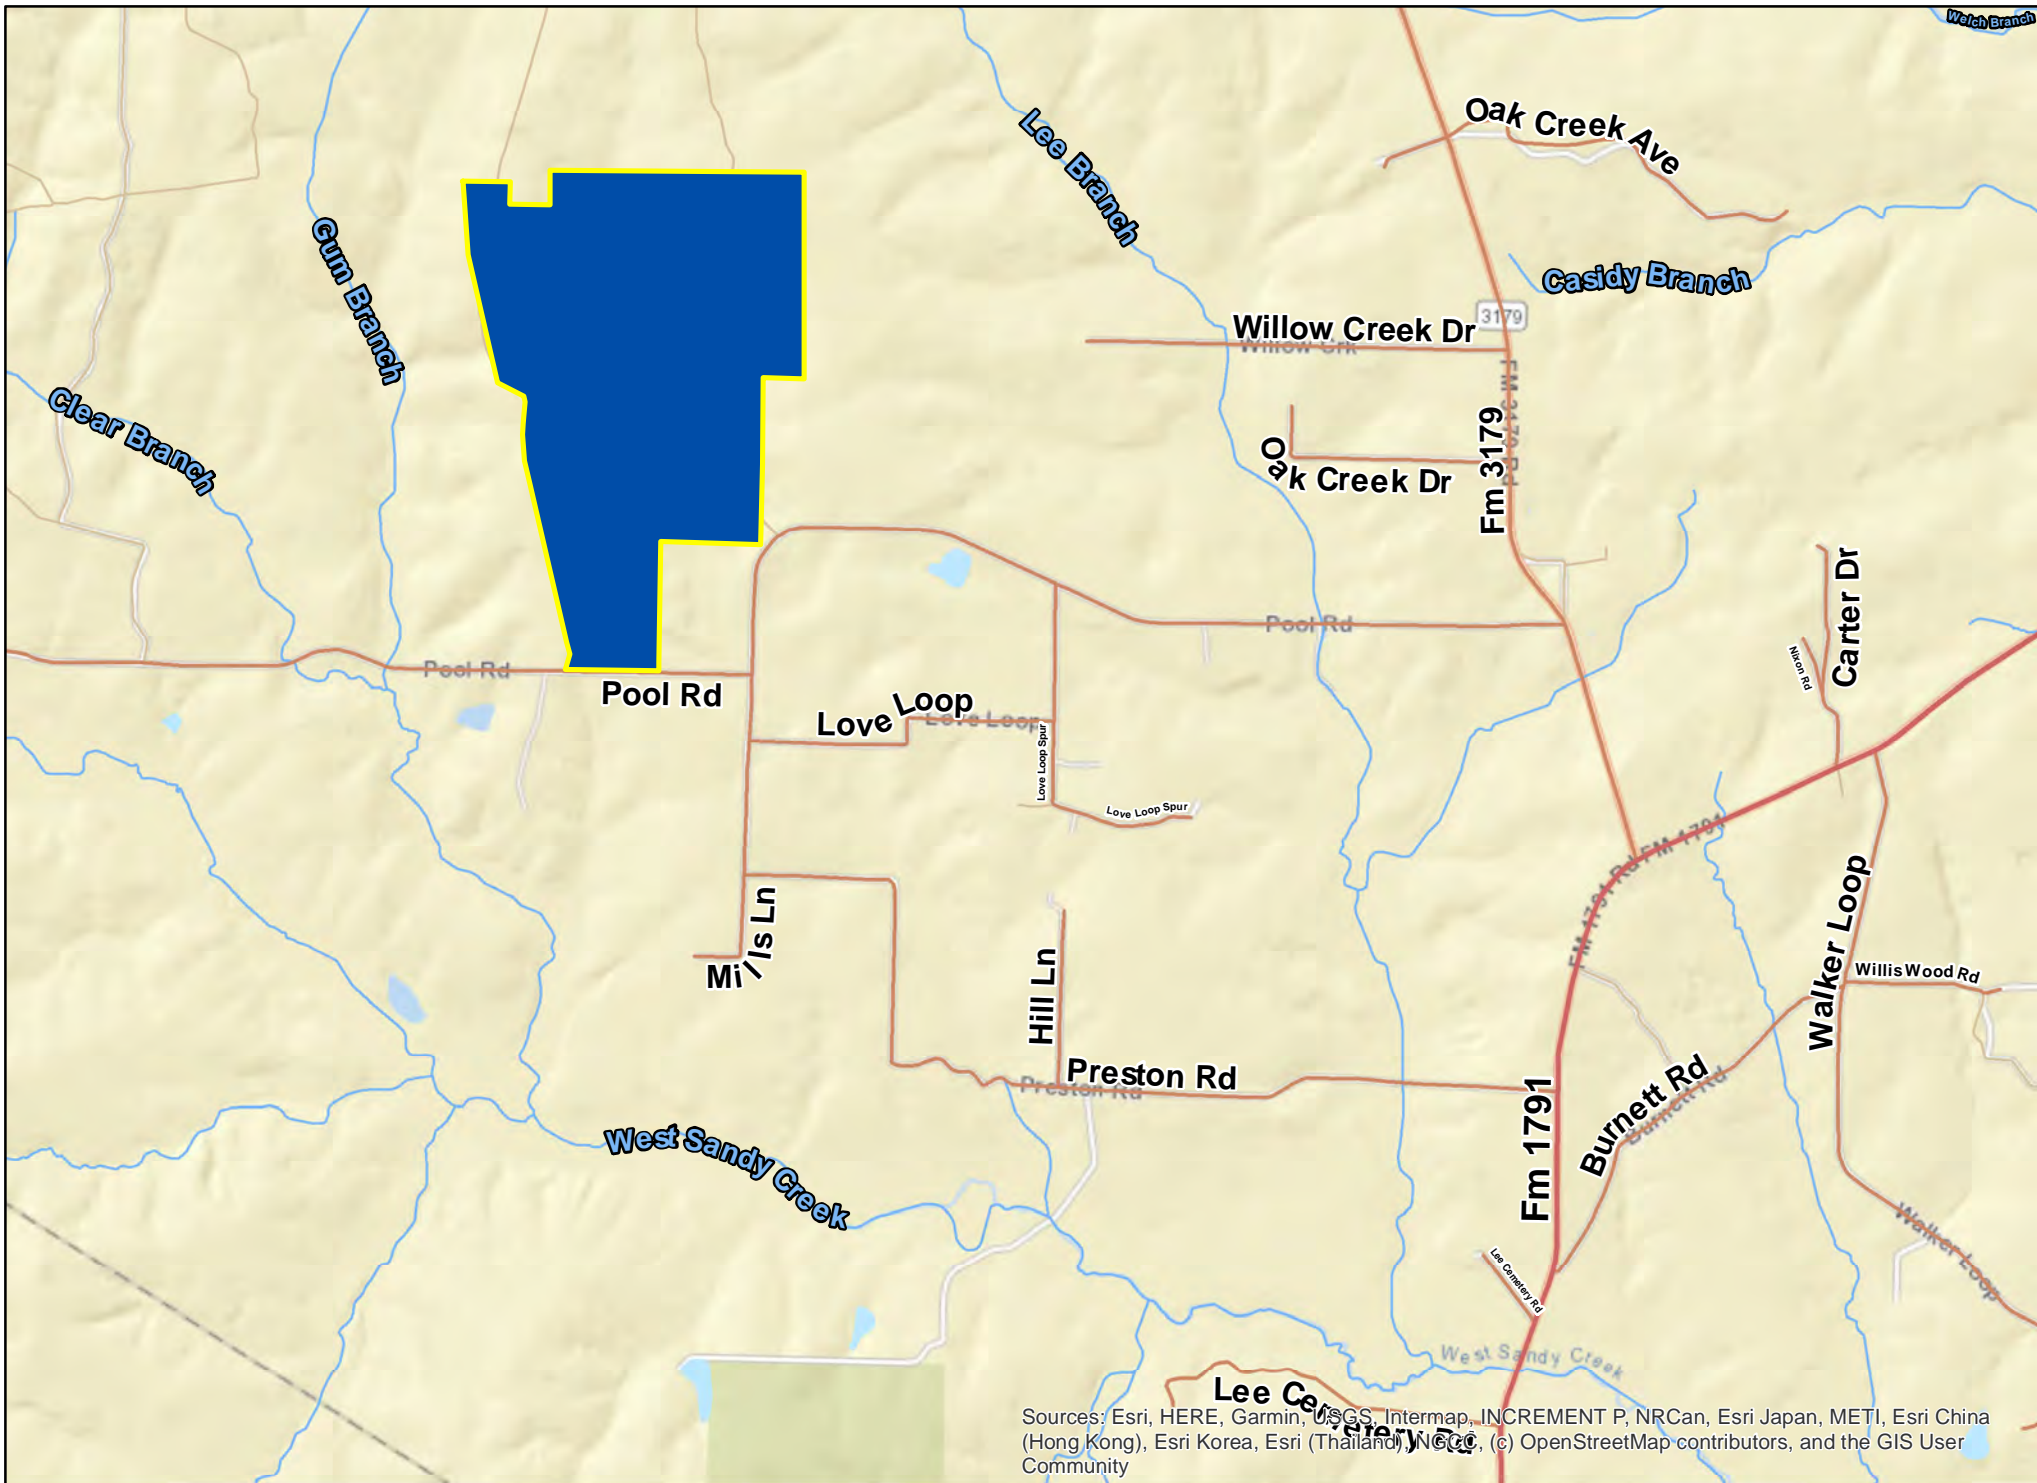 Welch Branch
Oak Creek Ave
Lee Branch
Gum Branch
Casidy Branch
3179
Willow Creek Dr
Willow Crk
FM 3179 Rd
Fm 3179
Clear Branch
Oak Creek Dr
Carter Dr
Pool Rd
Nixon Rd
Pool Rd
Pool Rd
Love Loop
Love Loop
Love Loop Spur
Love Loop Spur
FM 1791
FM 1791 Rd
Walker Loop
Mills Ln
Hill Ln
Willis Wood Rd
Preston Rd
Preston Rd
Burnett Rd
Burnett Rd
Fm 1791
West Sandy Creek
Walker Loop
Lee Cemetery Rd
West Sandy Creek
Lee Cemetery Rd
Sources: Esri, HERE, Garmin, USGS, Intermap, INCREMENT P, NRCan, Esri Japan, METI, Esri China
(Hong Kong), Esri Korea, Esri (Thailand), NGCC, (c) OpenStreetMap contributors, and the GIS User
Community